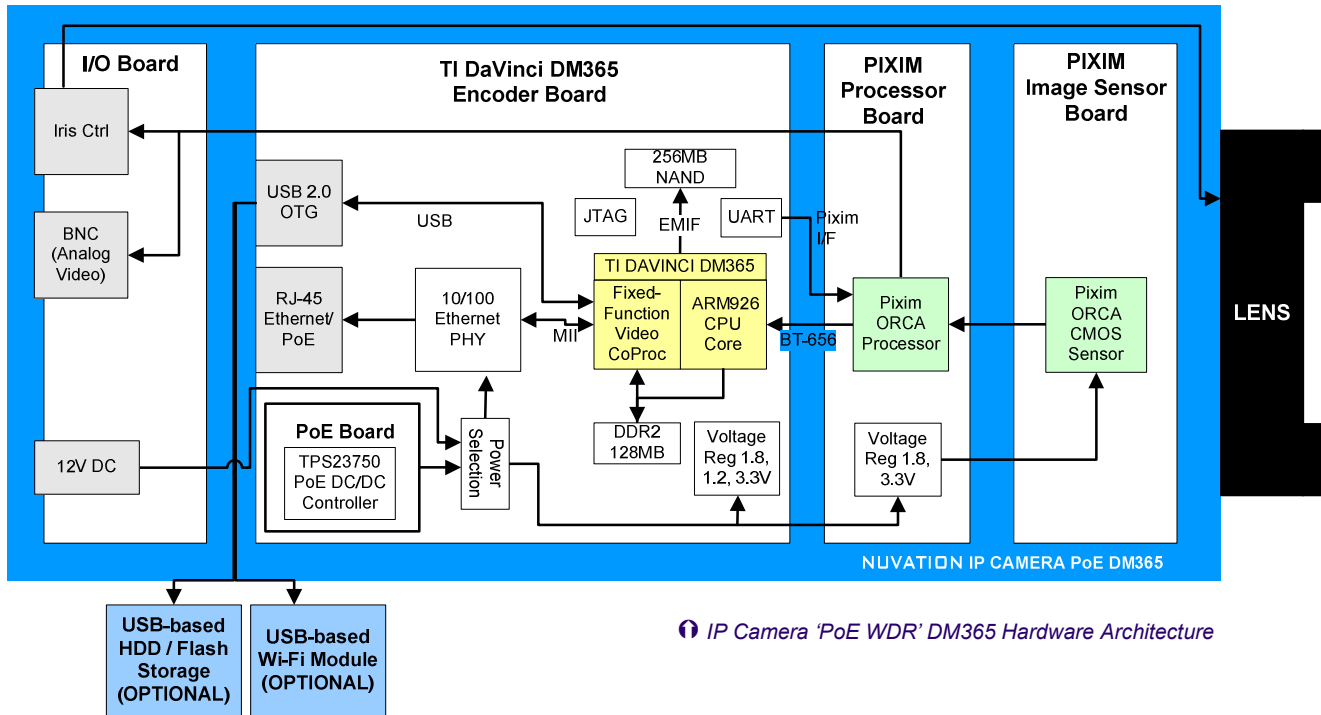 I/O Board
TI DaVinci DM365
Encoder Board
PIXIM
Processor
Board
PIXIM
Image Sensor
Board
Iris Ctrl
BNC
(Analog
Video)
12V DC
USB 2.0
OTG
USB
RJ-45
Ethernet/
PoE
10/100
Ethernet
PHY
MII
256MB
NAND
JTAG
EMIF
UART
Pixim
I/F
TI DAVINCI DM365
Fixed-
Function
Video
CoProc
ARM926
CPU
Core
BT-656
Pixim
ORCA
Processor
Pixim
ORCA
CMOS
Sensor
LENS
PoE Board
TPS23750
PoE DC/DC
Controller
Power
Selection
DDR2
128MB
Voltage
Reg 1.8,
1.2, 3.3V
Voltage
Reg 1.8,
3.3V
NUVATION IP CAMERA PoE DM365
USB-based
HDD / Flash
Storage
(OPTIONAL)
USB-based
Wi-Fi Module
(OPTIONAL)
IP Camera ‘PoE WDR’ DM365 Hardware Architecture